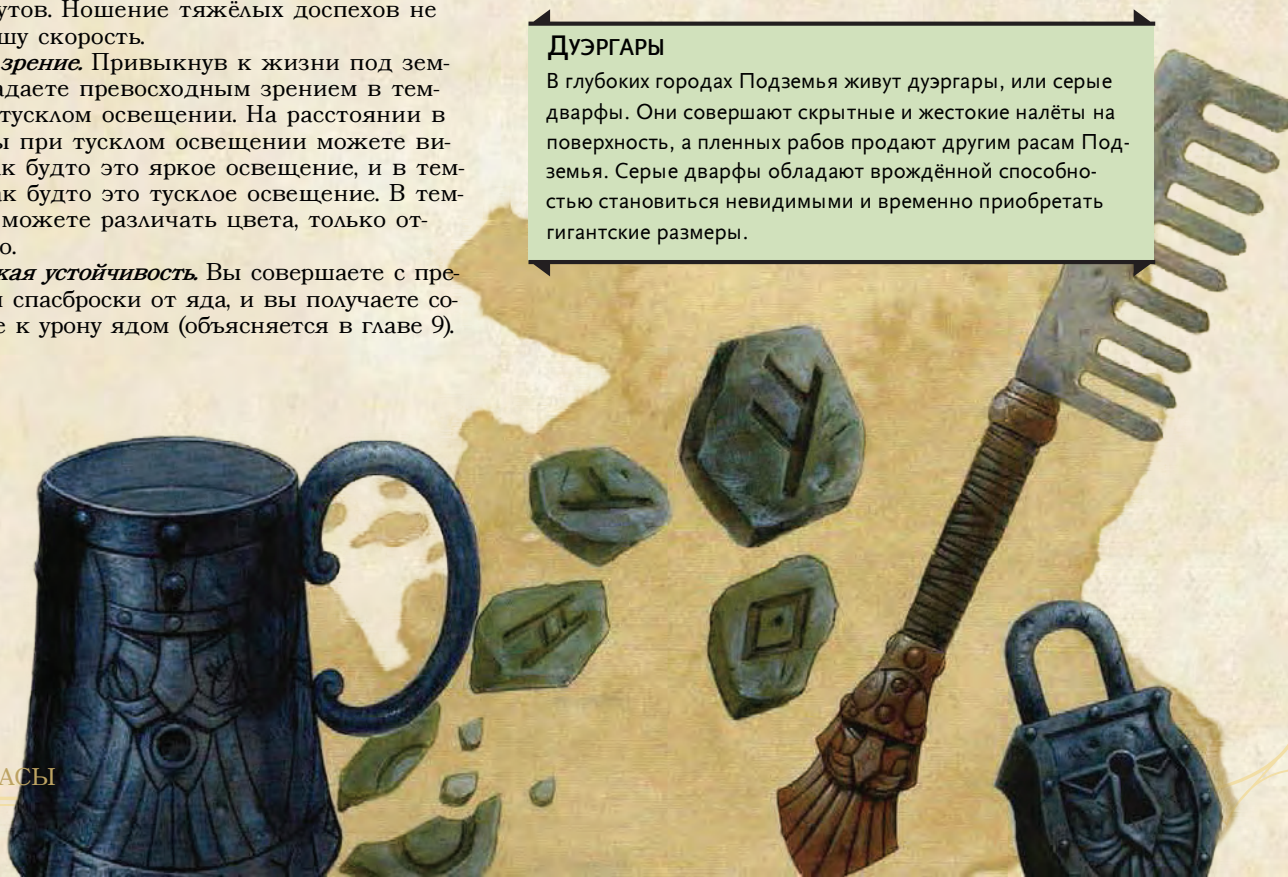 утов. Ношение тяжёлых доспехов не
шу скорость.
зрение. Привыкнув к жизни под зем-
адаете превосходным зрением в тем-
тусклом освещении. На расстоянии в
ы при тусклом освещении можете ви-
ак будто это яркое освещение, и в тем-
ак будто это тусклое освещение. В тем-
можете различать цвета, только от-
о.
кая устойчивость. Вы совершаете с пре-
и спасброски от яда, и вы получаете со-
е к урону ядом (объясняется в главе 9).
ДУЭРГАРЫ
В глубоких городах Подземья живут дуэргары, или серые
дварфы. Они совершают скрытные и жестокие налёты на
поверхность, а пленных рабов продают другим расам Под-
земья. Серые дварфы обладают врождённой способно-
стью становиться невидимыми и временно приобретать
гигантские размеры.
АСЫ